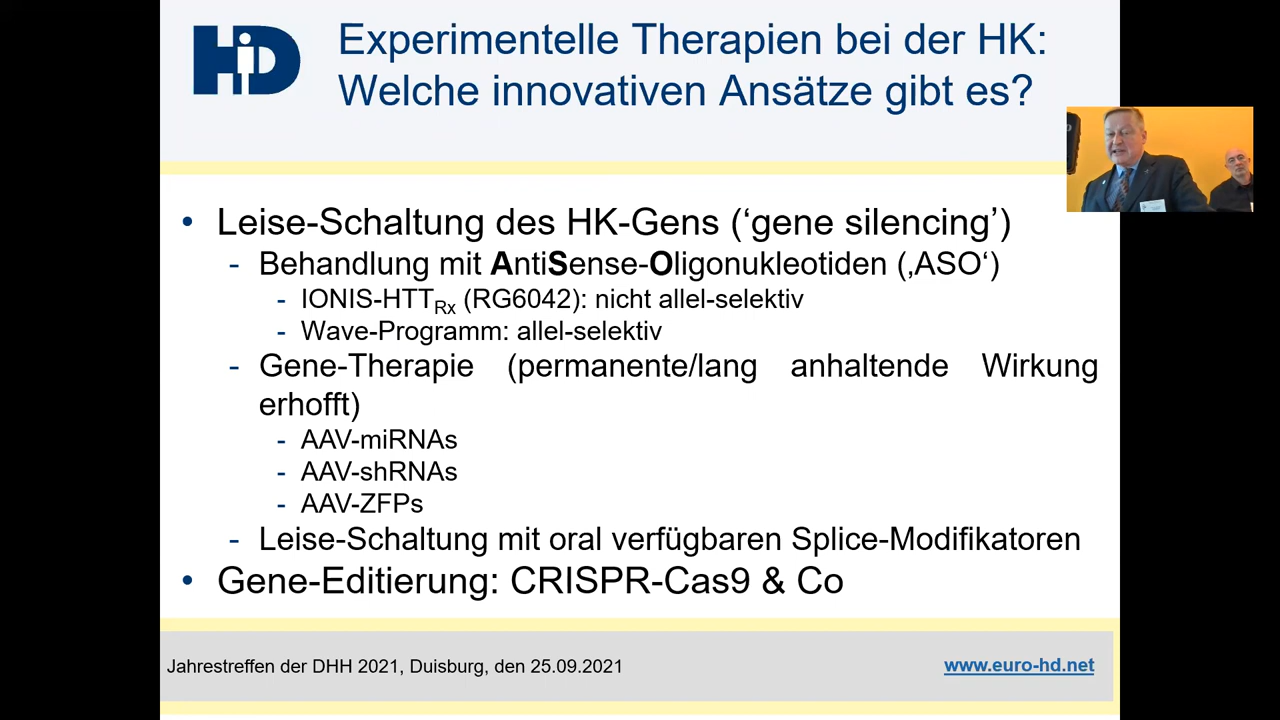 HiD
Experimentelle Therapien bei der HK:
Welche innovativen Ansätze gibt es?
• Leise-Schaltung des HK-Gens (‘gene silencing’)
- Behandlung mit AntiSense-Oligonukleotiden (‚ASO‘)
- IONIS-HTTRx (RG6042): nicht allel-selektiv
- Wave-Programm: allel-selektiv
- Gene-Therapie (permanente/lang anhaltende Wirkung
erhofft)
- AAV-miRNAs
- AAV-shRNAs
- AAV-ZFPs
- Leise-Schaltung mit oral verfügbaren Splice-Modifikatoren
• Gene-Editierung: CRISPR-Cas9 & Co
Jahrestreffen der DHH 2021, Duisburg, den 25.09.2021
www.euro-hd.net